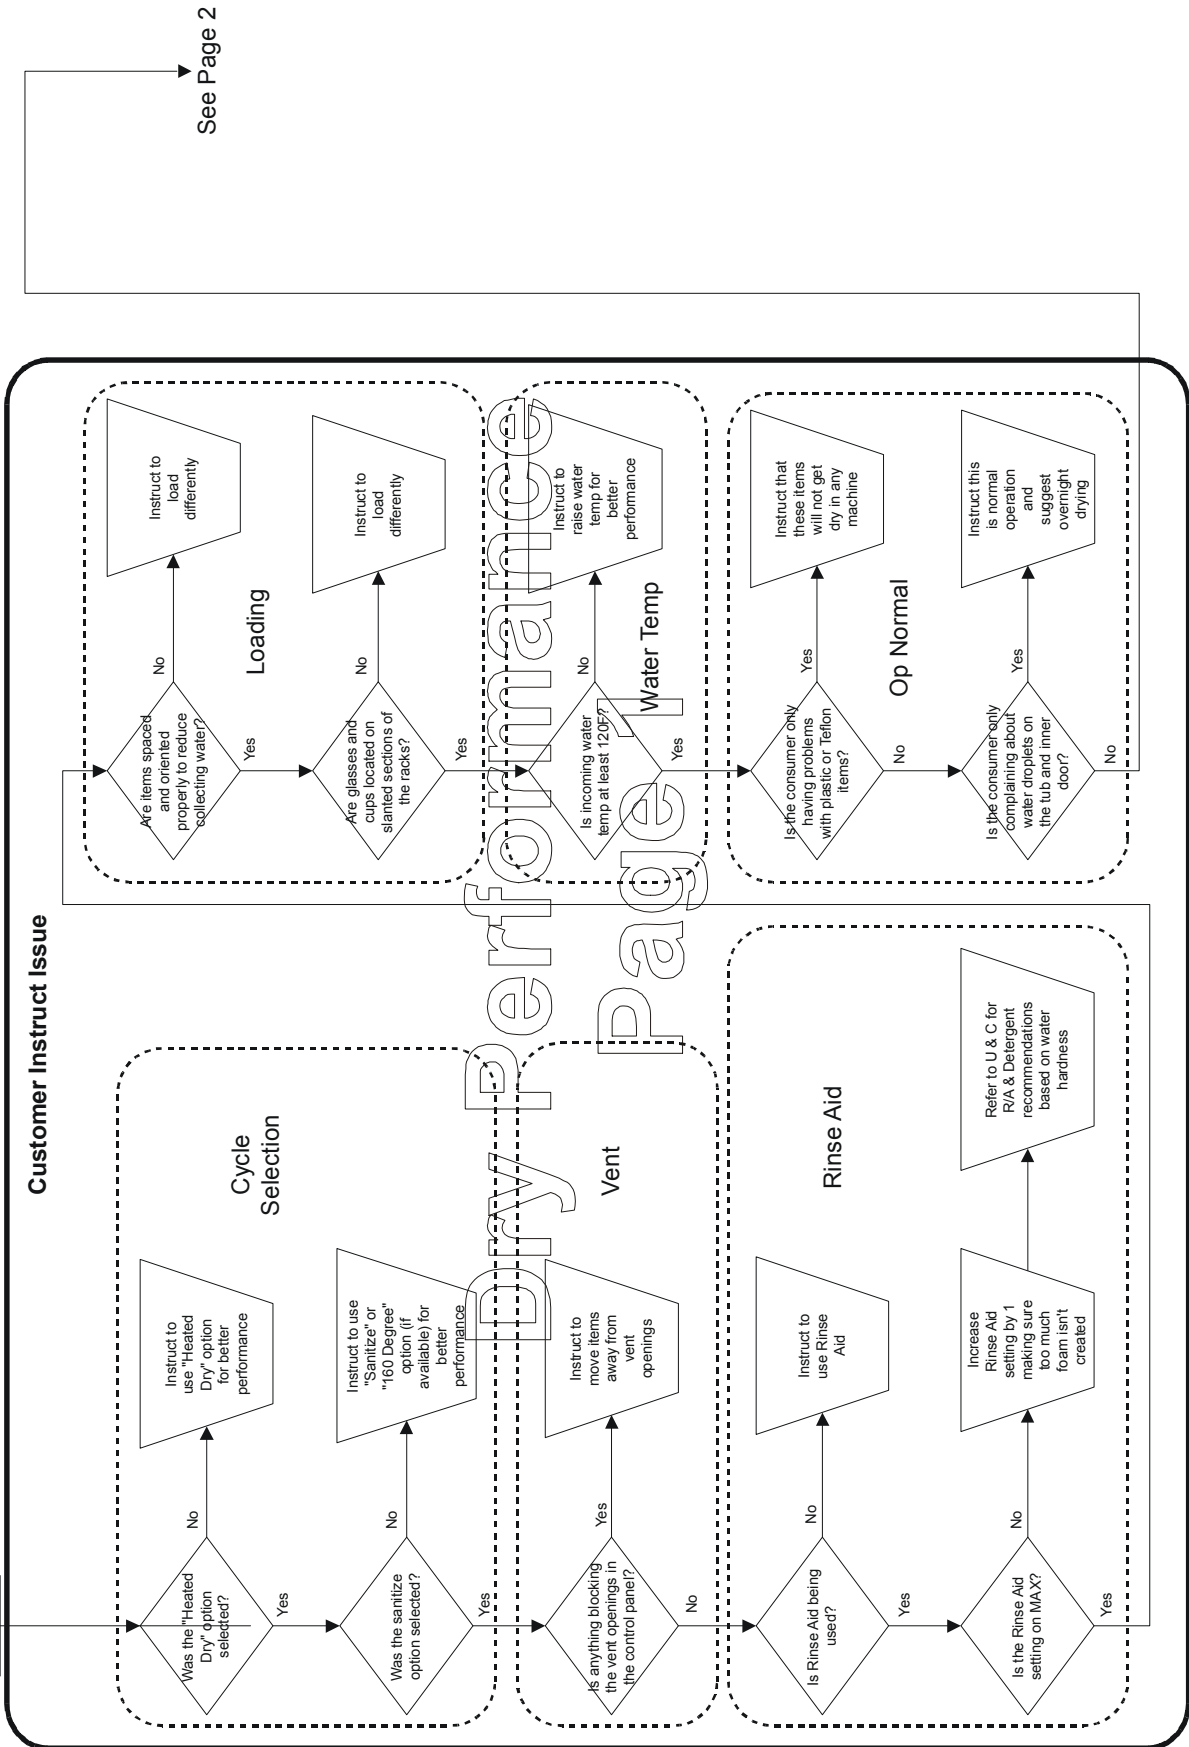 Customer Instruct Issue
Dry Performance
Page 1
Was the "Heated
Dry" option
selected?
No
Yes
Instruct to
use "Heated
Dry" option
for better
performance
Cycle
Selection
Was the sanitize
option selected?
No
Yes
Instruct to use
"Sanitize" or
"160 Degree"
option (if
available) for
better
performance
Is anything blocking
the vent openings in
the control panel?
Yes
No
Instruct to
move items
away from
vent
openings
Vent
Is Rinse Aid being
used?
No
Yes
Instruct to
use Rinse
Aid
Rinse Aid
Is the Rinse Aid
setting on MAX?
No
Yes
Increase
Rinse Aid
setting by 1
making sure
too much
foam isn't
created
Refer to U & C for
R/A & Detergent
recommendations
based on water
hardness
Are items spaced
and oriented
properly to reduce
collecting water?
No
Yes
Instruct to
load
differently
Loading
Are glasses and
cups located on
slanted sections of
the racks?
No
Yes
Instruct to
load
differently
Is incoming water
temp at least 120F?
No
Yes
Instruct to
raise water
temp for
better
performance
Water Temp
Is the consumer only
having problems
with plastic or Teflon
items?
Yes
No
Instruct that
these items
will not get
dry in any
machine
Op Normal
Is the consumer only
complaining about
water droplets on
the tub and inner
door?
Yes
No
Instruct this
is normal
operation
and
suggest
overnight
drying
See Page 2